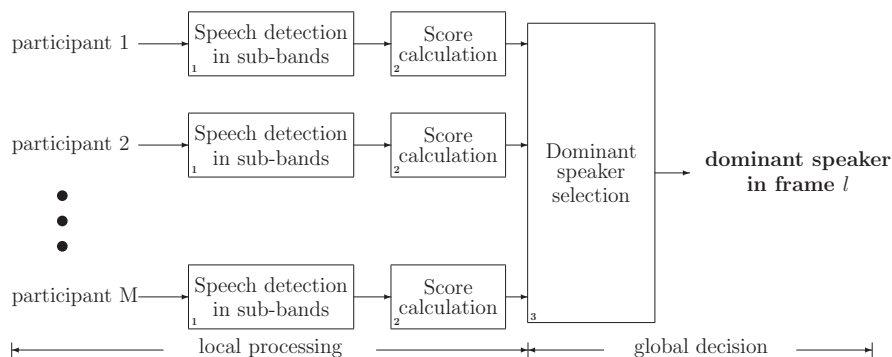 participant 1
Speech detection
in sub-bands
1
Score
calculation
2
participant 2
Speech detection
in sub-bands
1
Score
calculation
2
Dominant
speaker
selection
3
dominant speaker
in frame l
participant M
Speech detection
in sub-bands
1
Score
calculation
2
local processing
global decision